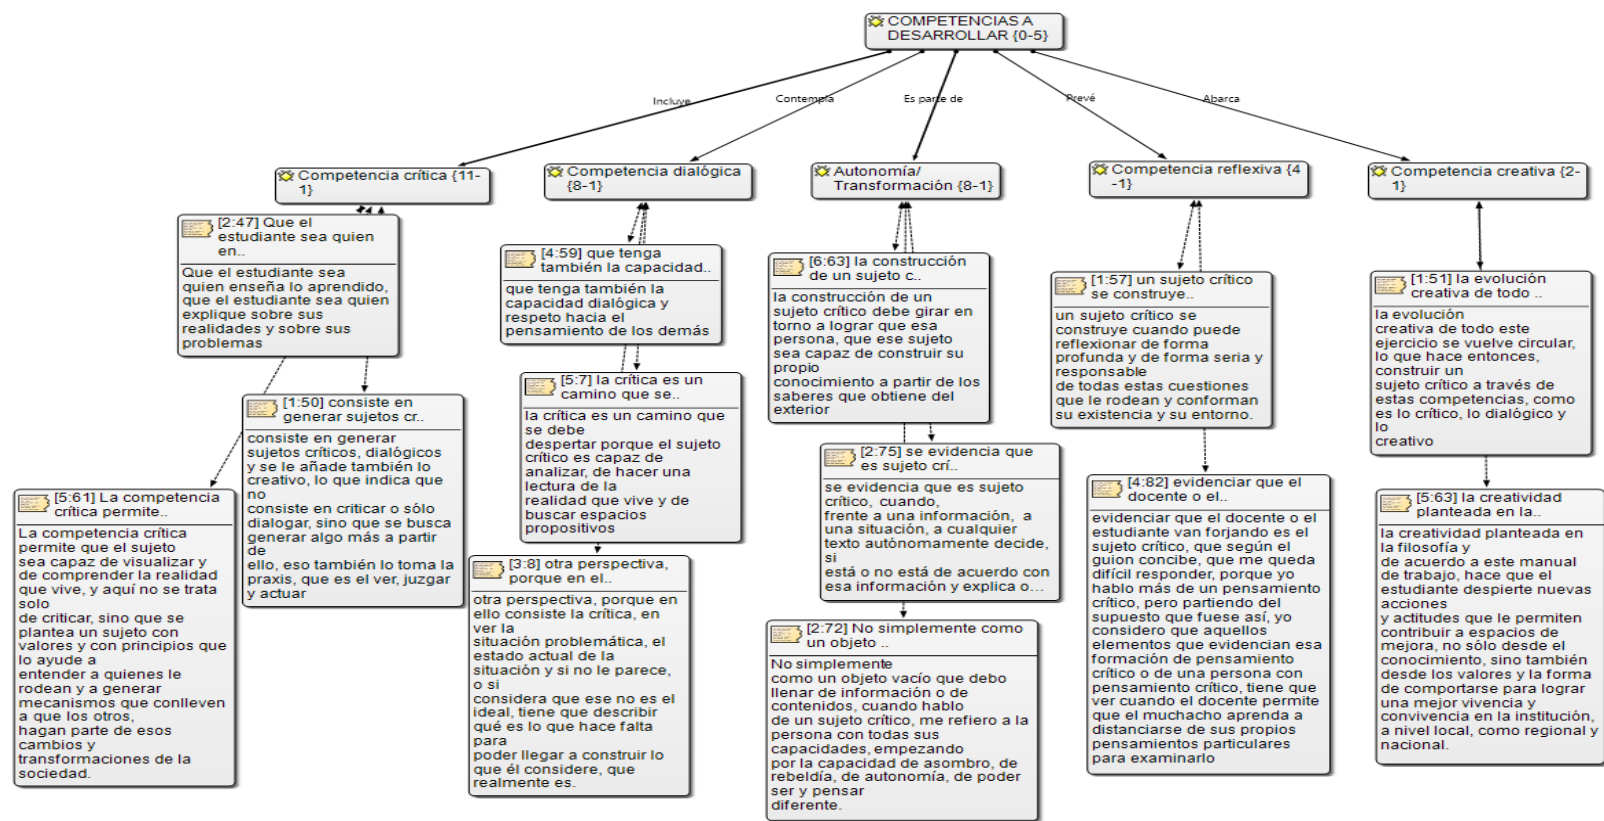 COMPETENCIAS A
DESARROLLAR {0-5}
Incluye
Contempla
Es parte de
Prevé
Abarca
Competencia crítica {11-
1}
Competencia dialógica
{8-1}
Autonomía/
Transformación {8-1}
Competencia reflexiva {4
-1}
Competencia creativa {2-
1}
[2:47] Que el
estudiante sea quien
en..
Que el estudiante sea
quien enseña lo aprendido,
que el estudiante sea quien
explique sobre sus
realidades y sobre sus
problemas
[1:50] consiste en
generar sujetos cr..
consiste en generar
sujetos críticos, dialógicos
y se le añade también lo
creativo, lo que indica que
no
consiste en criticar o sólo
dialogar, sino que se busca
generar algo más a partir
de
ello, eso también lo toma la
praxis, que es el ver, juzgar
y actuar
[5:61] La competencia
crítica permite..
La competencia crítica
permite que el sujeto
sea capaz de visualizar y
de comprender la realidad
que vive, y aquí no se trata
solo
de criticar, sino que se
plantea un sujeto con
valores y con principios que
lo ayude a
entender a quienes le
rodean y a generar
mecanismos que conlleven
a que los otros,
hagan parte de esos
cambios y
transformaciones de la
sociedad.
[4:59] que tenga
también la capacidad..
que tenga también la
capacidad dialógica y
respeto hacia el
pensamiento de los demás
[5:7] la crítica es un
camino que se..
la crítica es un camino que
se debe
despertar porque el sujeto
crítico es capaz de
analizar, de hacer una
lectura de la
realidad que vive y de
buscar espacios
propositivos
[3:8] otra perspectiva,
porque en el..
otra perspectiva, porque en
ello consiste la crítica, en
ver la
situación problemática, el
estado actual de la
situación y si no le parece,
o si
considera que ese no es el
ideal, tiene que describir
qué es lo que hace falta
para
poder llegar a construir lo
que él considere, que
realmente es.
[6:63] la construcción
de un sujeto c..
la construcción de un
sujeto crítico debe girar en
torno a lograr que esa
persona, que ese sujeto
sea capaz de construir su
propio
conocimiento a partir de los
saberes que obtiene del
exterior
[2:75] se evidencia que
es sujeto crí..
se evidencia que es sujeto
crítico, cuando,
frente a una información, a
una situación, a cualquier
texto autónomamente decide,
si
está o no está de acuerdo con
esa información y explica o...
[2:72] No simplemente como
un objeto ..
No simplemente
como un objeto vacío que debo
llenar de información o de
contenidos, cuando hablo
de un sujeto crítico, me refiero a la
persona con todas sus
capacidades, empezando
por la capacidad de asombro, de
rebeldía, de autonomía, de poder
ser y pensar
diferente.
[1:57] un sujeto crítico
se construye..
un sujeto crítico se
construye cuando puede
reflexionar de forma
profunda y de forma seria y
responsable
de todas estas cuestiones
que le rodean y conforman
su existencia y su entorno.
[4:82] evidenciar que el
docente o el..
evidenciar que el docente o el
estudiante van forjando es el
sujeto crítico, que según el
guion concibe, que me queda
difícil responder, porque yo
hablo más de un pensamiento
crítico, pero partiendo del
supuesto que fuese así, yo
considero que aquellos
elementos que evidencian esa
formación de pensamiento
crítico o de una persona con
pensamiento crítico, tiene que
ver cuando el docente permite
que el muchacho aprenda a
distanciarse de sus propios
pensamientos particulares
para examinarlo
[1:51] la evolución
creativa de todo ..
la evolución
creativa de todo este
ejercicio se vuelve circular,
lo que hace entonces,
construir un
sujeto crítico a través de
estas competencias, como
es lo crítico, lo dialógico y
lo
creativo
[5:63] la creatividad
planteada en la..
la creatividad planteada en
la filosofía y
de acuerdo a este manual
de trabajo, hace que el
estudiante despierte nuevas
acciones
y actitudes que le permiten
contribuir a espacios de
mejora, no sólo desde el
conocimiento, sino también
desde los valores y la forma
de comportarse para lograr
una mejor vivencia y
convivencia en la institución,
a nivel local, como regional y
nacional.